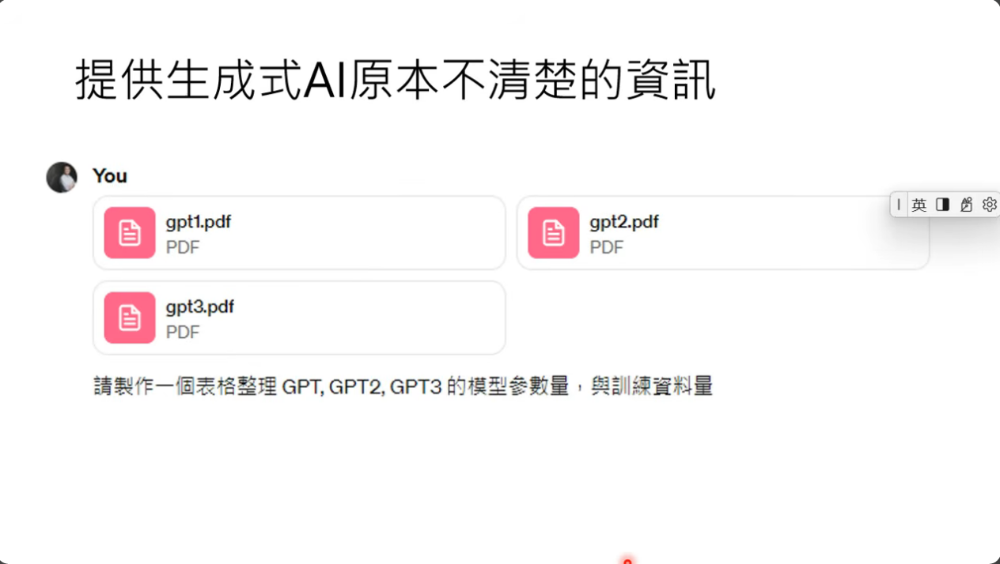 提供生成式AI原本不清楚的資訊
You
gpt1.pdf
PDF
gpt2.pdf
PDF
英
gpt3.pdf
PDF
請製作一個表格整理 GPT, GPT2, GPT3 的模型參數量，與訓練資料量